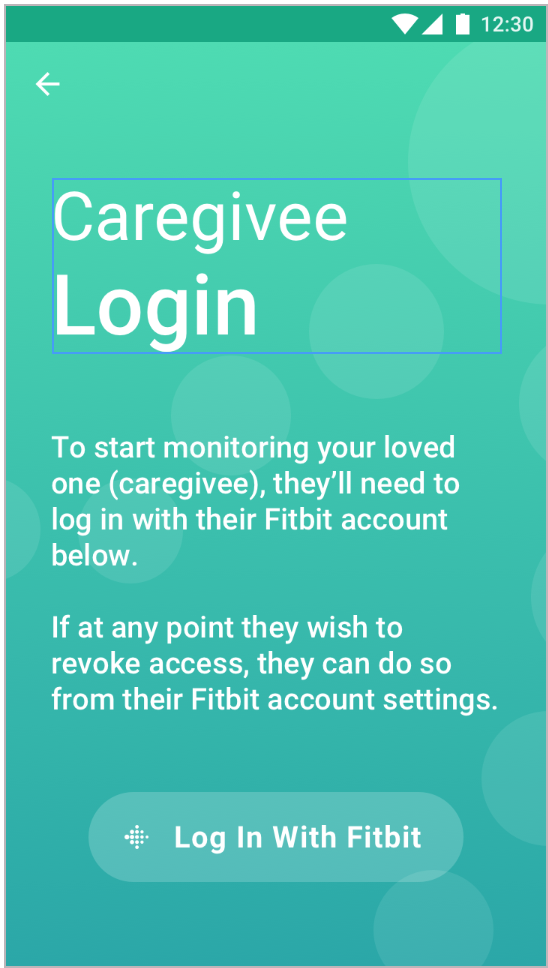 12:30
Caregivee
Login
To start monitoring your loved
one (caregivee), they’ll need to
log in with their Fitbit account
below.
If at any point they wish to
revoke access, they can do so
from their Fitbit account settings.
Log In With Fitbit